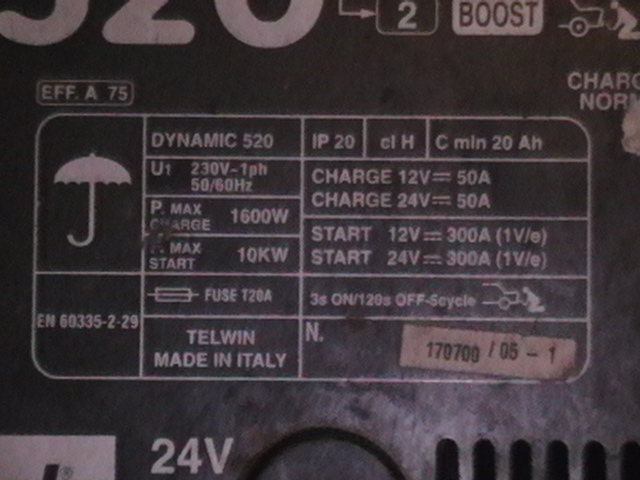 520
2
BOOST
EFF. A 75
CHARG
NORM
DYNAMIC 520
IP 20
cl H
C min 20 Ah
U1 230V~1ph
50/60Hz
CHARGE 12V⎓ 50A
CHARGE 24V⎓ 50A
P. MAX
CHARGE
1600W
START 12V⎓ 300A (1V/e)
START 24V⎓ 300A (1V/e)
P. MAX
START
10KW
FUSE T20A
3s ON/120s OFF-5cycle
EN 60335-2-29
TELWIN
MADE IN ITALY
N.
170700 / 05 - 1
24V
®